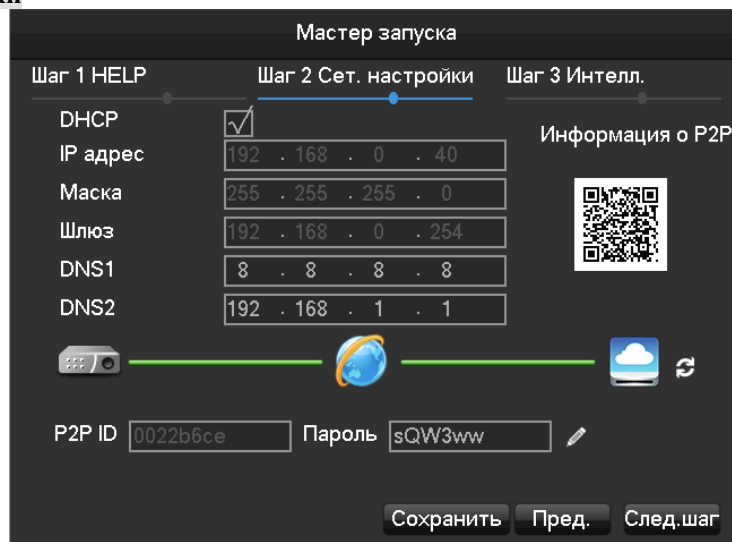 Мастер запуска
Шаг 1 HELP Шаг 2 Сет. настройки Шаг 3 Интелл.
DHCP
Информация о P2P
IP адрес 192 . 168 . 0 . 40
Маска 255 . 255 . 255 . 0
Шлюз 192 . 168 . 0 . 254
DNS1 8 . 8 . 8 . 8
DNS2 192 . 168 . 1 . 1
P2P ID 0022b6ce Пароль sQW3ww
Сохранить Пред. След.шаг